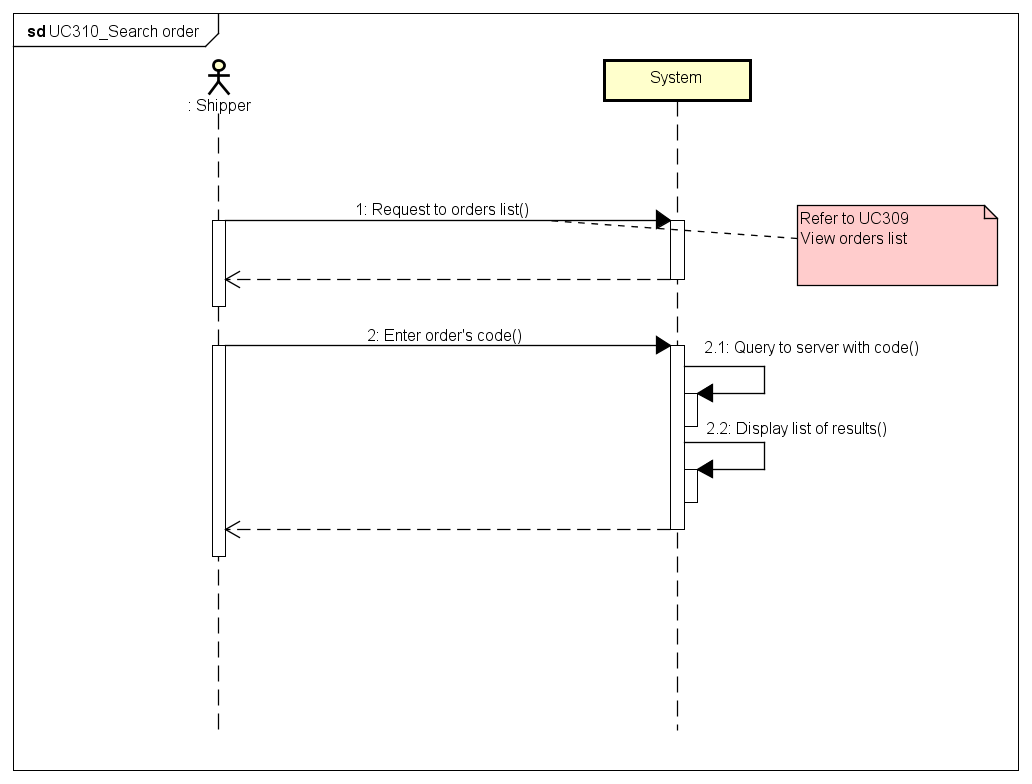 sd UC310_Search order
: Shipper
System
1: Request to orders list()
Refer to UC309
View orders list
2: Enter order's code()
2.1: Query to server with code()
2.2: Display list of results()